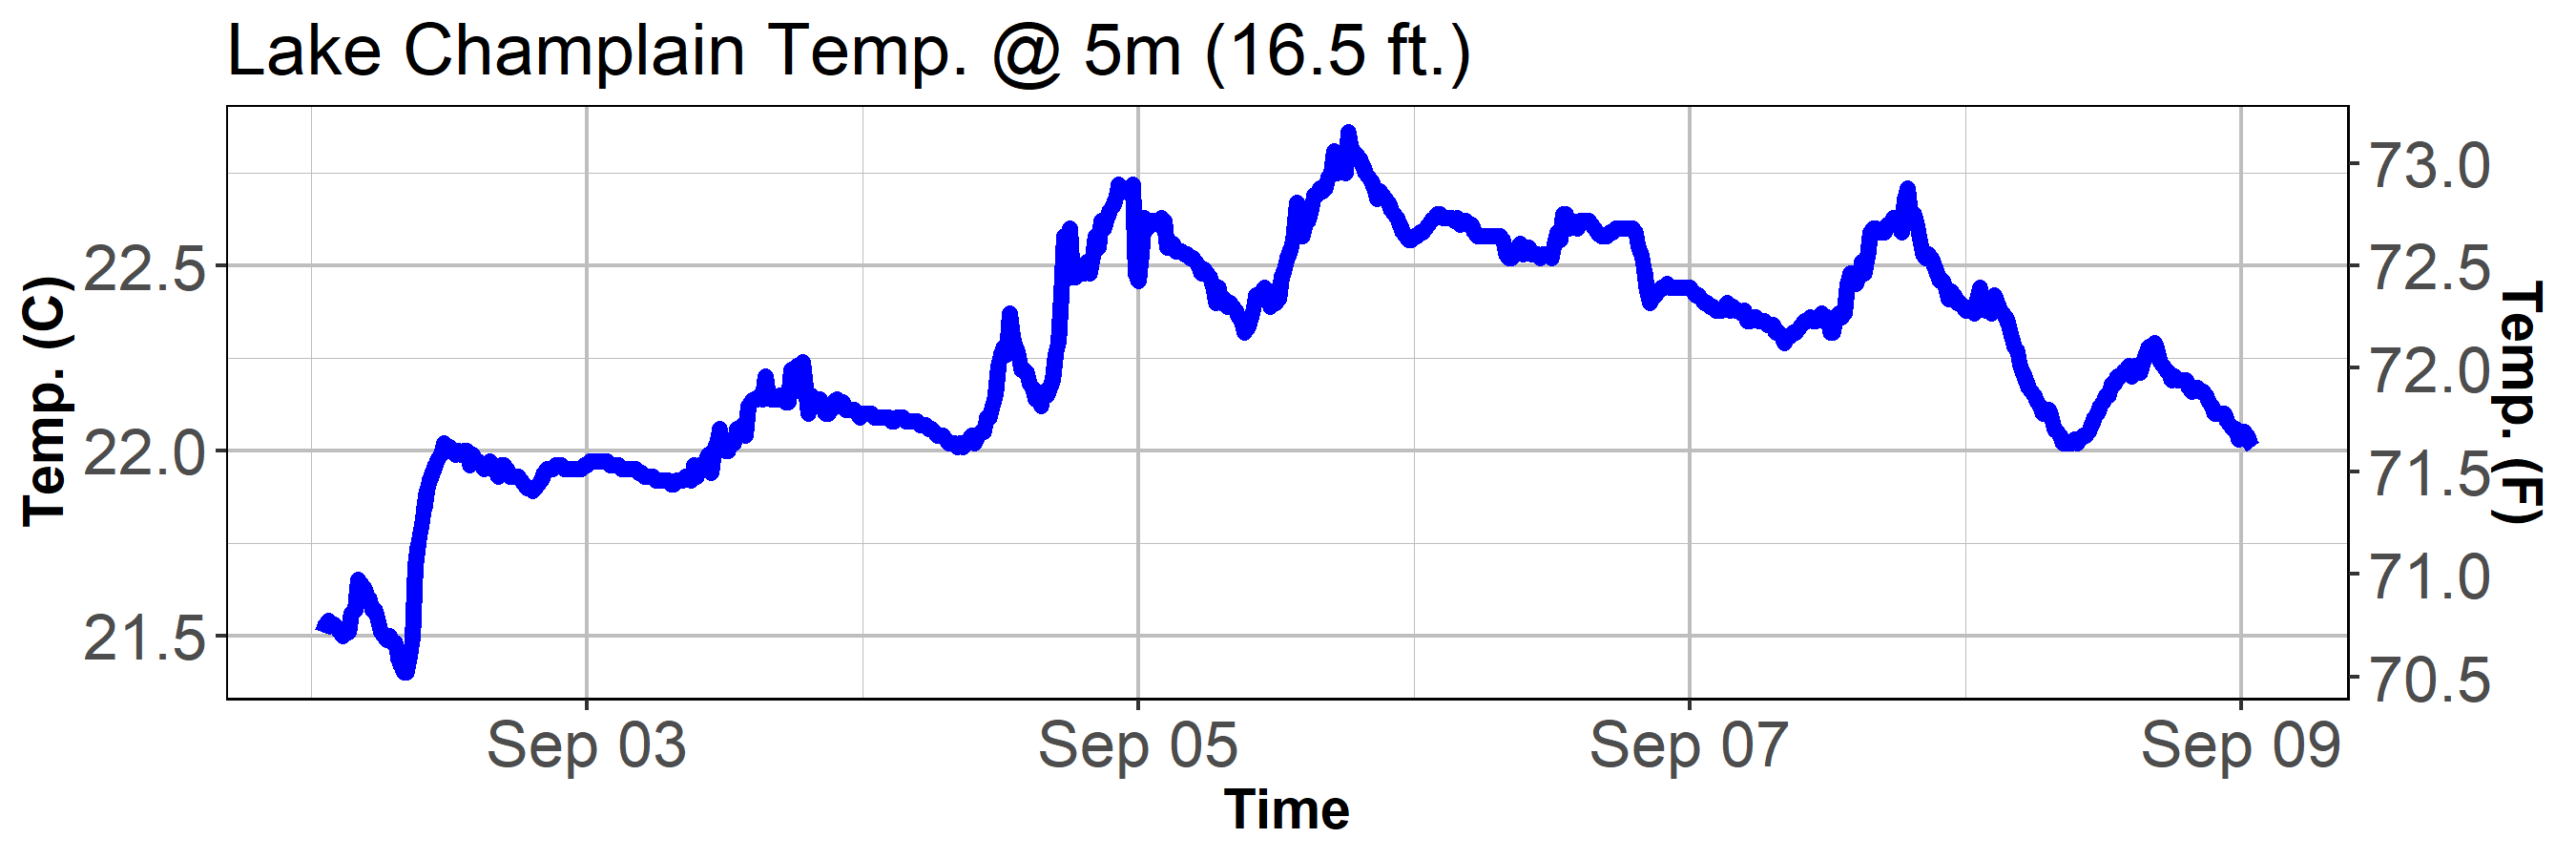 Lake Champlain Temp. @ 5m (16.5 ft.)
Temp. (C)
22.5
22.0
21.5
73.0
72.5
72.0
71.5
71.0
70.5
Temp. (F)
Sep 03 Sep 05 Sep 07 Sep 09
Time